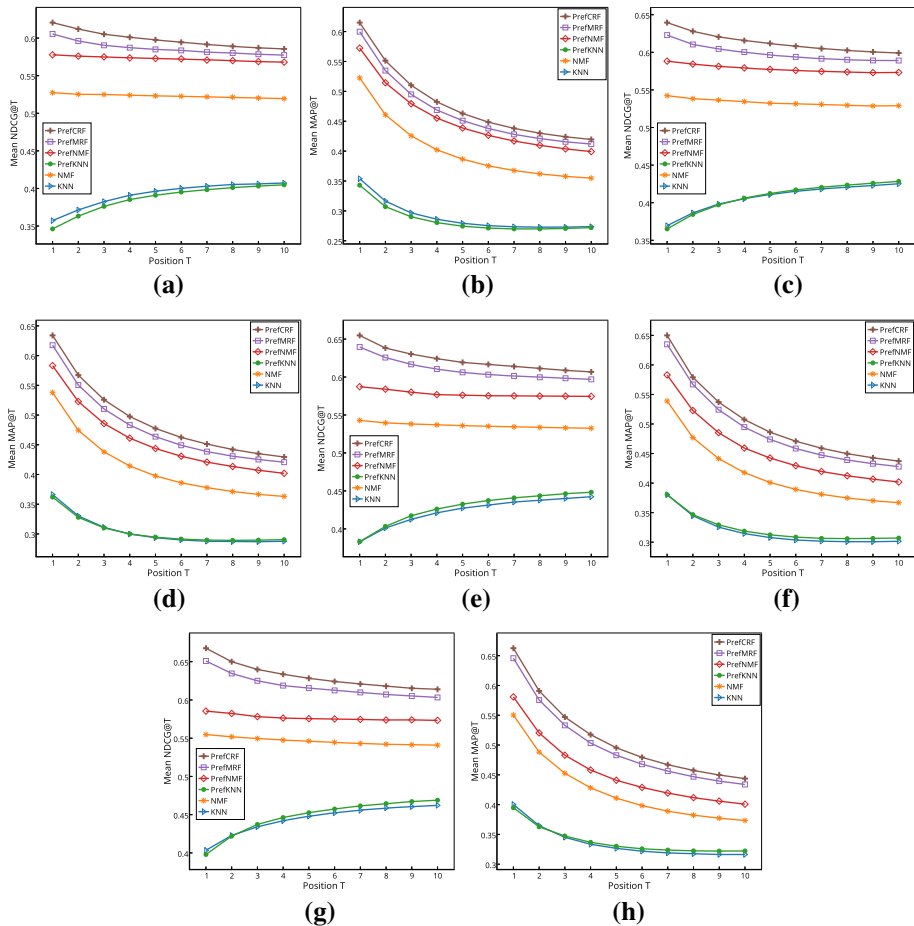 Mean NDCG@T
0.6
0.55
0.5
0.45
0.4
0.35
PrefCRF
PrefMRF
PrefNMF
PrefKNN
NMF
KNN
1 2 3 4 5 6 7 8 9 10
Position T
(a)
Mean MAP@T
0.6
0.55
0.5
0.45
0.4
0.35
0.3
0.25
PrefCRF
PrefMRF
PrefNMF
PrefKNN
NMF
KNN
1 2 3 4 5 6 7 8 9 10
Position T
(b)
Mean NDCG@T
0.65
0.6
0.55
0.5
0.45
0.4
0.35
PrefCRF
PrefMRF
PrefNMF
PrefKNN
NMF
KNN
1 2 3 4 5 6 7 8 9 10
Position T
(c)
Mean MAP@T
0.65
0.6
0.55
0.5
0.45
0.4
0.35
0.3
PrefCRF
PrefMRF
PrefNMF
PrefKNN
NMF
KNN
1 2 3 4 5 6 7 8 9 10
Position T
(d)
Mean NDCG@T
0.65
0.6
0.55
0.5
0.45
0.4
PrefCRF
PrefMRF
PrefNMF
PrefKNN
NMF
KNN
1 2 3 4 5 6 7 8 9 10
Position T
(e)
Mean MAP@T
0.65
0.6
0.55
0.5
0.45
0.4
0.35
0.3
PrefCRF
PrefMRF
PrefNMF
PrefKNN
NMF
KNN
1 2 3 4 5 6 7 8 9 10
Position T
(f)
Mean NDCG@T
0.65
0.6
0.55
0.5
0.45
0.4
PrefCRF
PrefMRF
PrefNMF
PrefKNN
NMF
KNN
1 2 3 4 5 6 7 8 9 10
Position T
(g)
Mean MAP@T
0.65
0.6
0.55
0.5
0.45
0.4
0.35
0.3
PrefCRF
PrefMRF
PrefNMF
PrefKNN
NMF
KNN
1 2 3 4 5 6 7 8 9 10
Position T
(h)